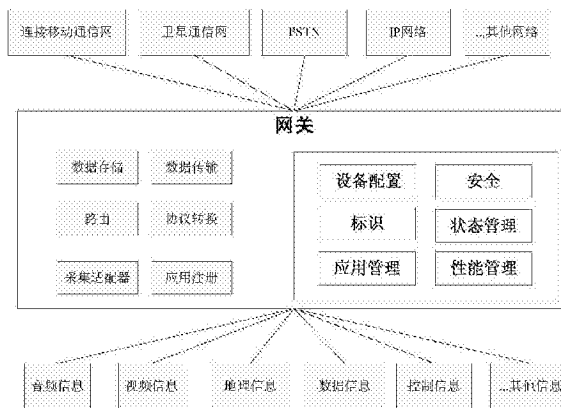 连接移动通信网
卫星通信网
PSTN
IP网络
...其他网络
网关
数据存储
数据传输
路由
协议转换
采集适配器
应用注册
设备配置
安全
标识
状态管理
应用管理
性能管理
音频信息
视频信息
地理信息
数据信息
控制信息
...其他信息